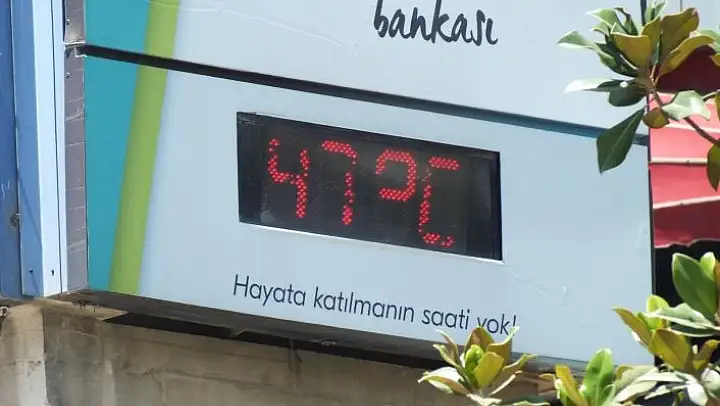 bankası
47°C
Hayata katılmanın saati yok!